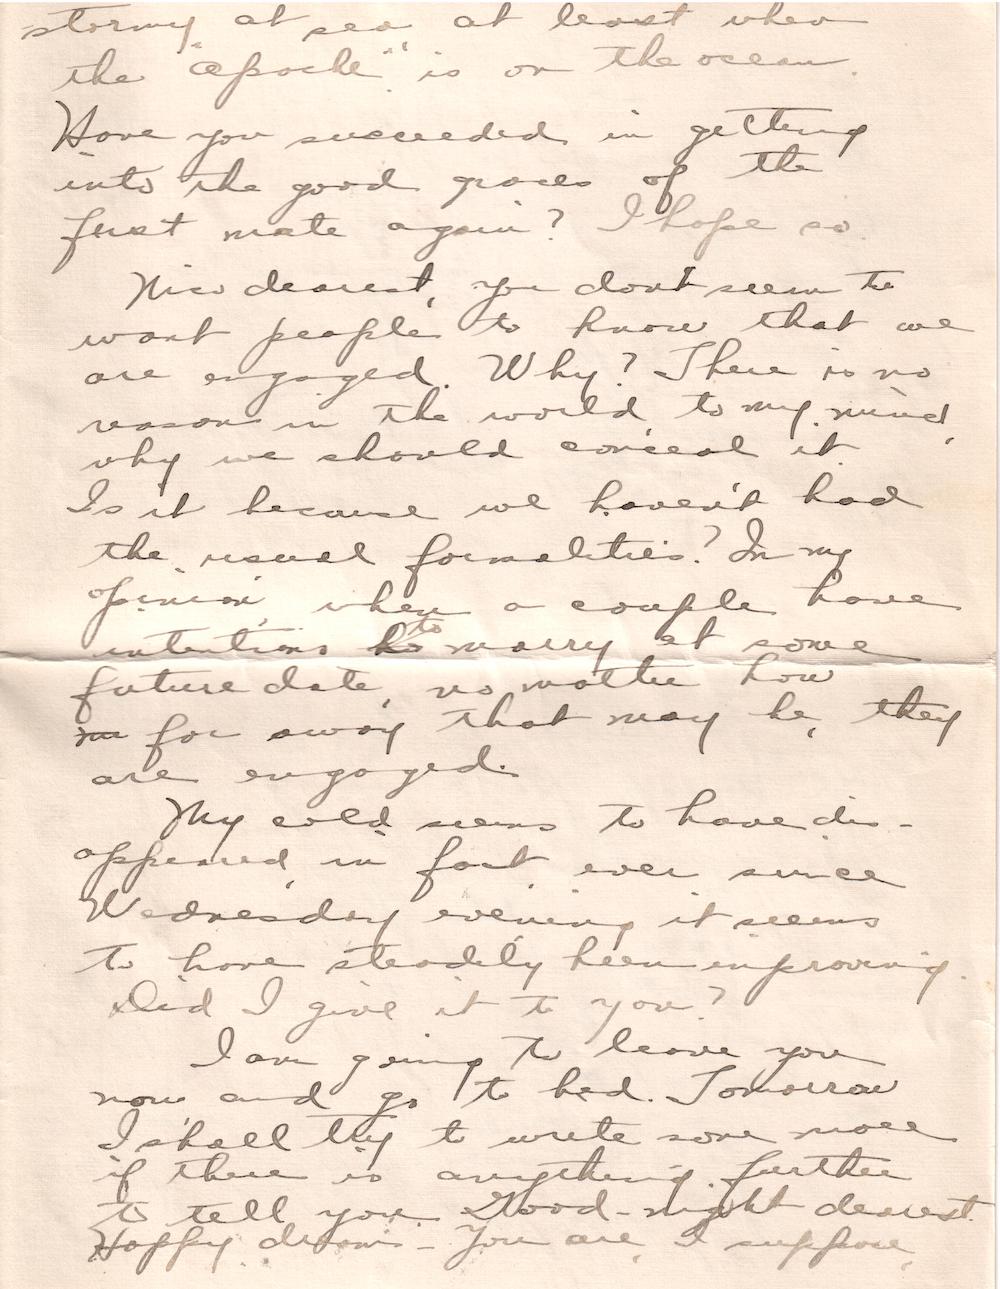 stormy at sea, at least when
the "Apache" is on the ocean.
Have you succeeded in getting
into the good graces of the
first mate again? I hope so.
Nico dearest, you don't seem to
want people to know that we
are engaged. Why? There is no
reason in the world, to my mind,
why we should conceal it.
Is it because we haven't had
the usual formalities? In my
opinion when a couple have
intentions to marry at some
future date, no matter how
far away that may be, they
are engaged.
My cold seems to have dis-
appeared in fact ever since
Wednesday evening it seems
to have steadily been improving.
Did I give it to you?
I am going to leave you
now and go to bed. Tomorrow
I shall try to write some more
if there is anything further
to tell you. Good-night dearest.
Happy dreams - You are, I suppose,